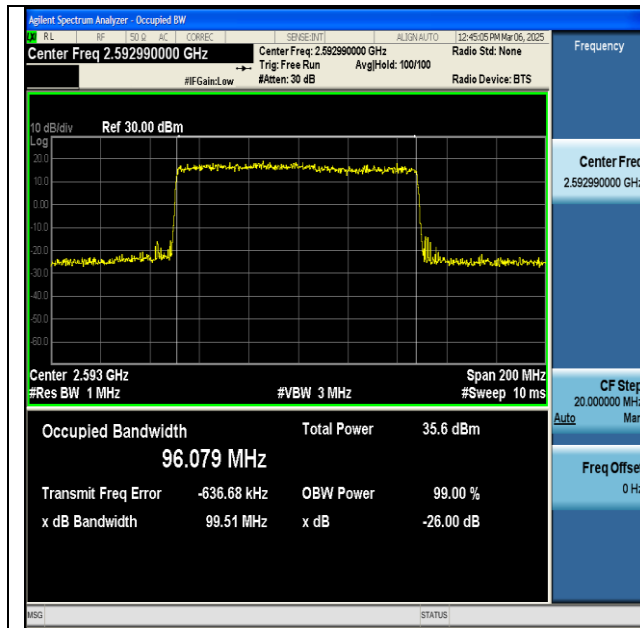 Agilent Spectrum Analyzer - Occupied BW
LXI RL RF 50 Ω AC CORREC SENSE:INT ALIGN AUTO 12:45:05 PM Mar 06, 2025
Center Freq 2.592990000 GHz Center Freq: 2.592990000 GHz Radio Std: None
Trig: Free Run Avg|Hold: 100/100
#IFGain:Low #Atten: 30 dB Radio Device: BTS
10 dB/div Ref 30.00 dBm
Log
20.0
10.0
0.00
-10.0
-20.0
-30.0
-40.0
-50.0
-60.0
Center 2.593 GHz Span 200 MHz
#Res BW 1 MHz #VBW 3 MHz #Sweep 10 ms
Occupied Bandwidth Total Power 35.6 dBm
96.079 MHz
Transmit Freq Error -636.68 kHz OBW Power 99.00 %
x dB Bandwidth 99.51 MHz x dB -26.00 dB
Frequency
Center Freq
2.592990000 GHz
CF Step
20.000000 MHz
Auto Man
Freq Offset
0 Hz
MSG STATUS